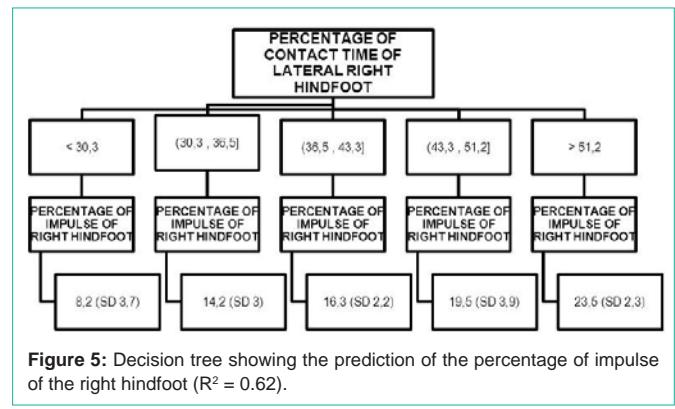 PERCENTAGE OF
CONTACT TIME OF
LATERAL RIGHT
HINDFOOT
< 30,3
(30,3 , 36,5]
(36,5 , 43,3]
(43,3 , 51,2]
> 51,2
PERCENTAGE OF
IMPULSE OF
RIGHT HINDFOOT
PERCENTAGE OF
IMPULSE OF
RIGHT HINDFOOT
PERCENTAGE OF
IMPULSE OF
RIGHT HINDFOOT
PERCENTAGE OF
IMPULSE OF
RIGHT HINDFOOT
PERCENTAGE OF
IMPULSE OF
RIGHT HINDFOOT
8,2 (SD 3,7)
14,2 (SD 3)
16,3 (SD 2,2)
19,5 (SD 3,9)
23,5 (SD 2,3)
Figure 5: Decision tree showing the prediction of the percentage of impulse
of the right hindfoot (R² = 0.62).